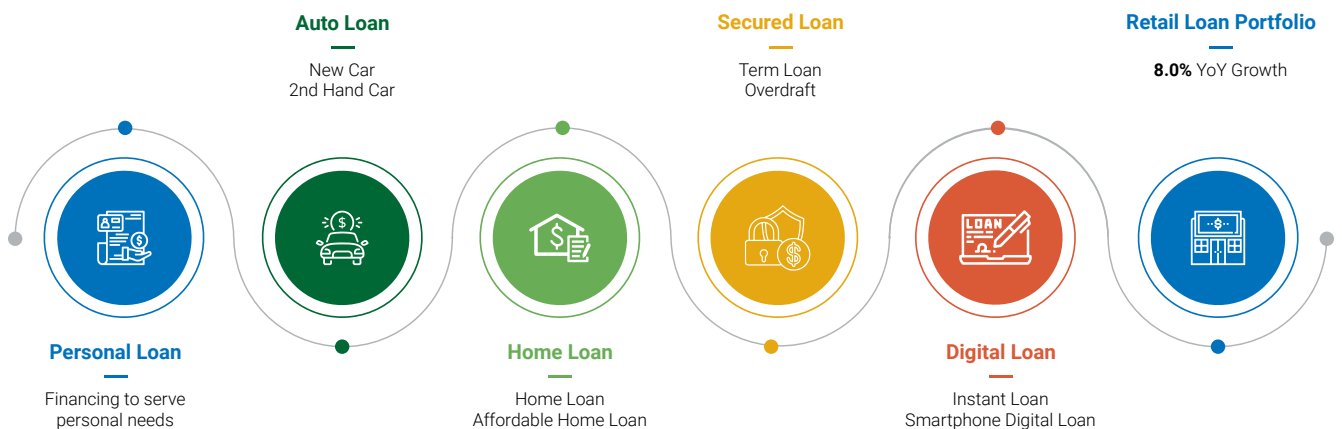 Auto Loan
New Car
2nd Hand Car
Secured Loan
Term Loan
Overdraft
Retail Loan Portfolio
8.0% YoY Growth
LOAN
Personal Loan
Financing to serve
personal needs
Home Loan
Home Loan
Affordable Home Loan
Digital Loan
Instant Loan
Smartphone Digital Loan